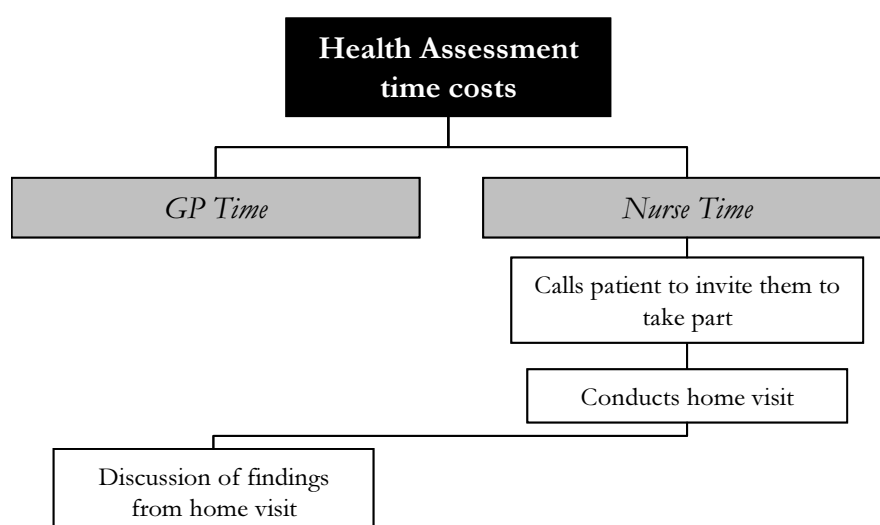 Health Assessment
time costs
GP Time
Nurse Time
Calls patient to invite them to
take part
Conducts home visit
Discussion of findings
from home visit